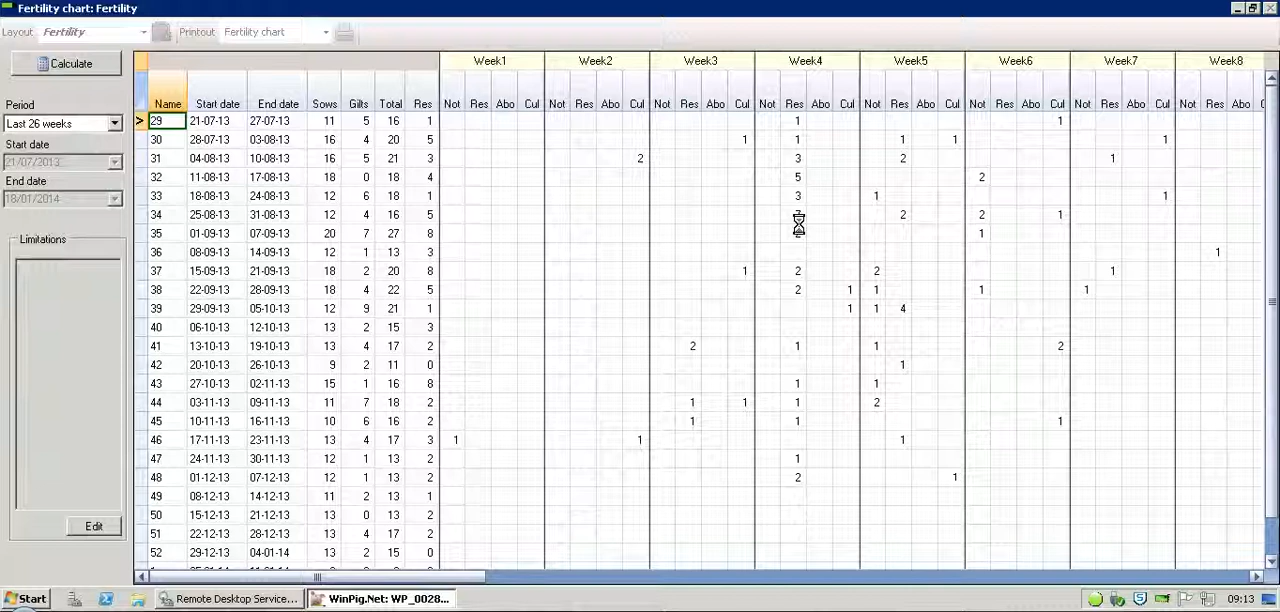 Fertility chart: Fertility
Layout Fertility Printout Fertility chart
Calculate
Period
Last 26 weeks
Start date
21/07/2013
End date
18/01/2014
Limitations
Edit
Week1 Week2 Week3 Week4 Week5 Week6 Week7 Week8
Name Start date End date Sows Gilts Total Res Not Res Abo Cul Not Res Abo Cul Not Res Abo Cul Not Res Abo Cul Not Res Abo Cul Not Res Abo Cul Not Res Abo Cul Not Res Abo
> 29 21-07-13 27-07-13 11 5 16 1 1 1
30 28-07-13 03-08-13 16 4 20 5 1 1 1 1 1
31 04-08-13 10-08-13 16 5 21 3 2 3 2 1
32 11-08-13 17-08-13 18 0 18 4 5 2
33 18-08-13 24-08-13 12 6 18 1 3 1 1
34 25-08-13 31-08-13 12 4 16 5 2 2 1
35 01-09-13 07-09-13 20 7 27 8 1
36 08-09-13 14-09-13 12 1 13 3 1
37 15-09-13 21-09-13 18 2 20 8 1 2 2 1
38 22-09-13 28-09-13 18 4 22 5 2 1 1 1 1
39 29-09-13 05-10-13 12 9 21 1 1 1 4
40 06-10-13 12-10-13 13 2 15 3
41 13-10-13 19-10-13 13 4 17 2 2 1 1 2
42 20-10-13 26-10-13 9 2 11 0 1
43 27-10-13 02-11-13 15 1 16 8 1 1
44 03-11-13 09-11-13 11 7 18 2 1 1 1 2
45 10-11-13 16-11-13 10 6 16 2 1 1 1
46 17-11-13 23-11-13 13 4 17 3 1 1 1
47 24-11-13 30-11-13 12 1 13 2 1
48 01-12-13 07-12-13 12 1 13 2 2 1
49 08-12-13 14-12-13 11 2 13 1
50 15-12-13 21-12-13 13 0 13 2
51 22-12-13 28-12-13 13 4 17 2
52 29-12-13 04-01-14 13 2 15 0
Start Remote Desktop Service... WinPig.Net: WP_0028... 09:13